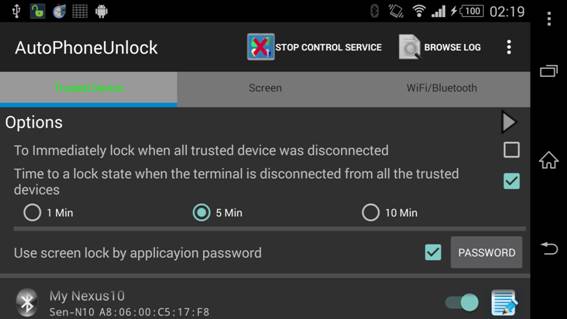 100 02:19
AutoPhoneUnlock
STOP CONTROL SERVICE
BROWSE LOG
Trusted Device
Screen
WiFi/Bluetooth
Options
To Immediately lock when all trusted device was disconnected
Time to a lock state when the terminal is disconnected from all the trusted
devices
1 Min
5 Min
10 Min
Use screen lock by applicayion password
PASSWORD
My Nexus10
Sen-N10 A8:06:00:C5:17:F8